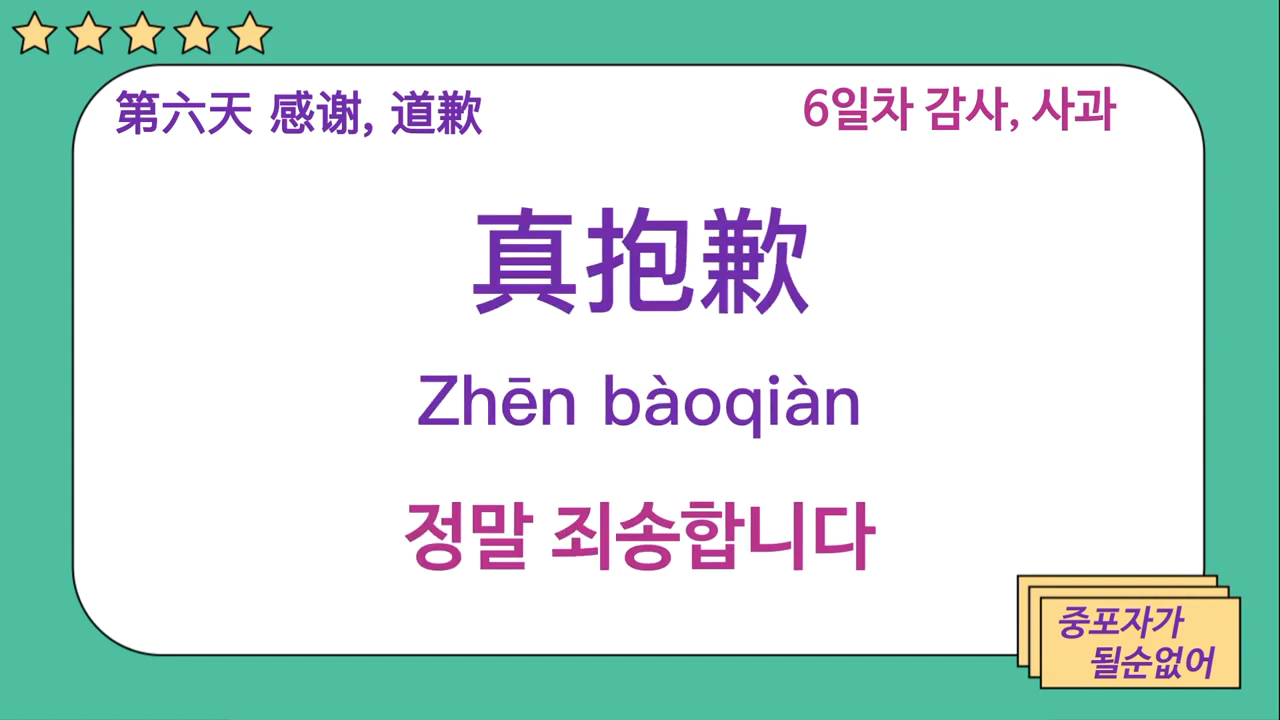 第六天 感谢, 道歉
6일차 감사, 사과
真抱歉
Zhēn bàoqiàn
정말 죄송합니다
중포자가
될순없어